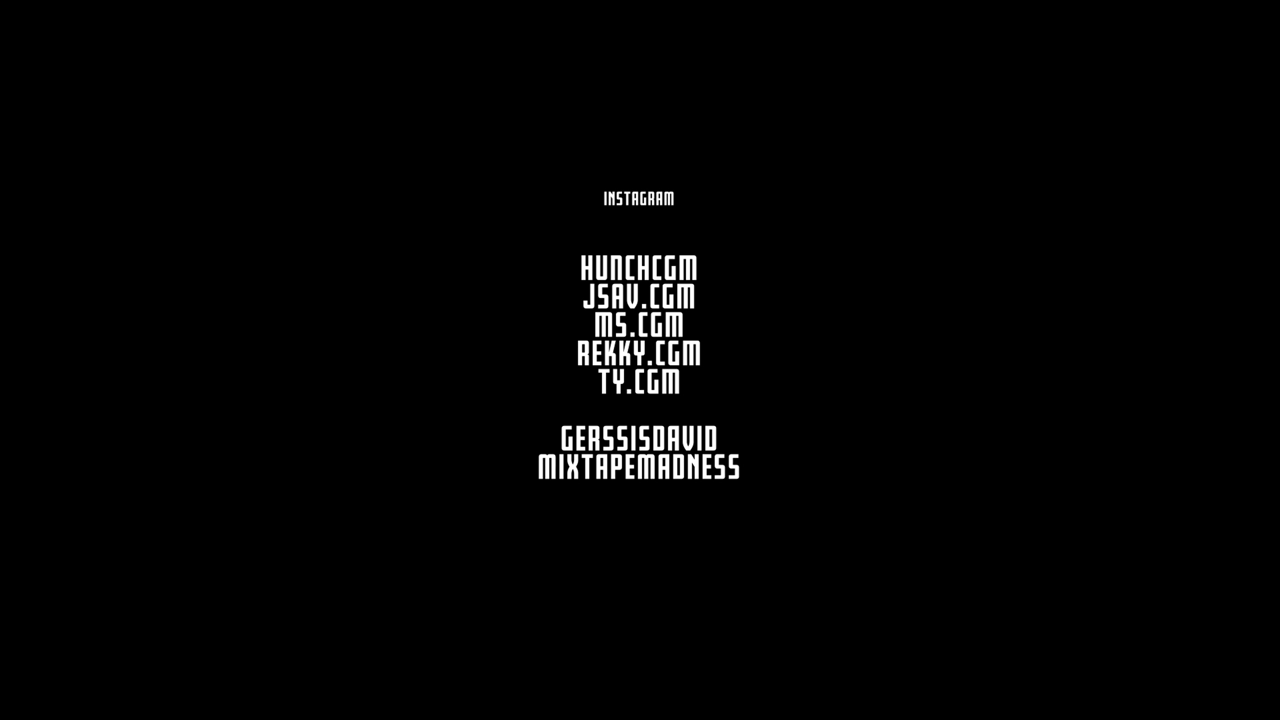 INSTAGRAM
HUNCHCGM
JSAV.CGM
MS.CGM
REKKY.CGM
TY.CGM
GERSSISDAVID
MIXTAPEMADNESS